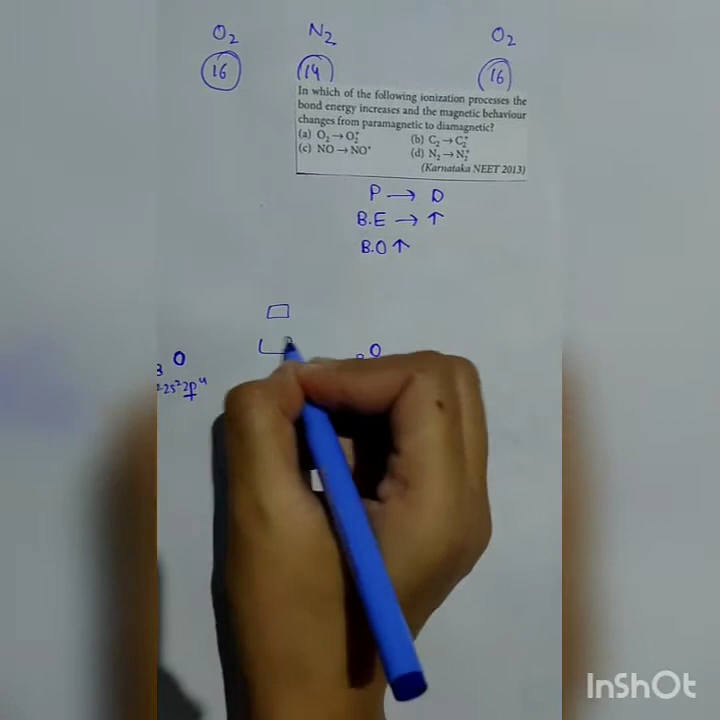 O2 N2 O2
16 14 16
In which of the following ionization processes the
bond energy increases and the magnetic behaviour
changes from paramagnetic to diamagnetic?
(a) O2 → O2+ (b) C2 → C2+
(c) NO → NO+ (d) N2 → N2+
(Karnataka NEET 2013)
P → D
B.E → ↑
B.O ↑
O O
2s² 2p⁴
InShOt